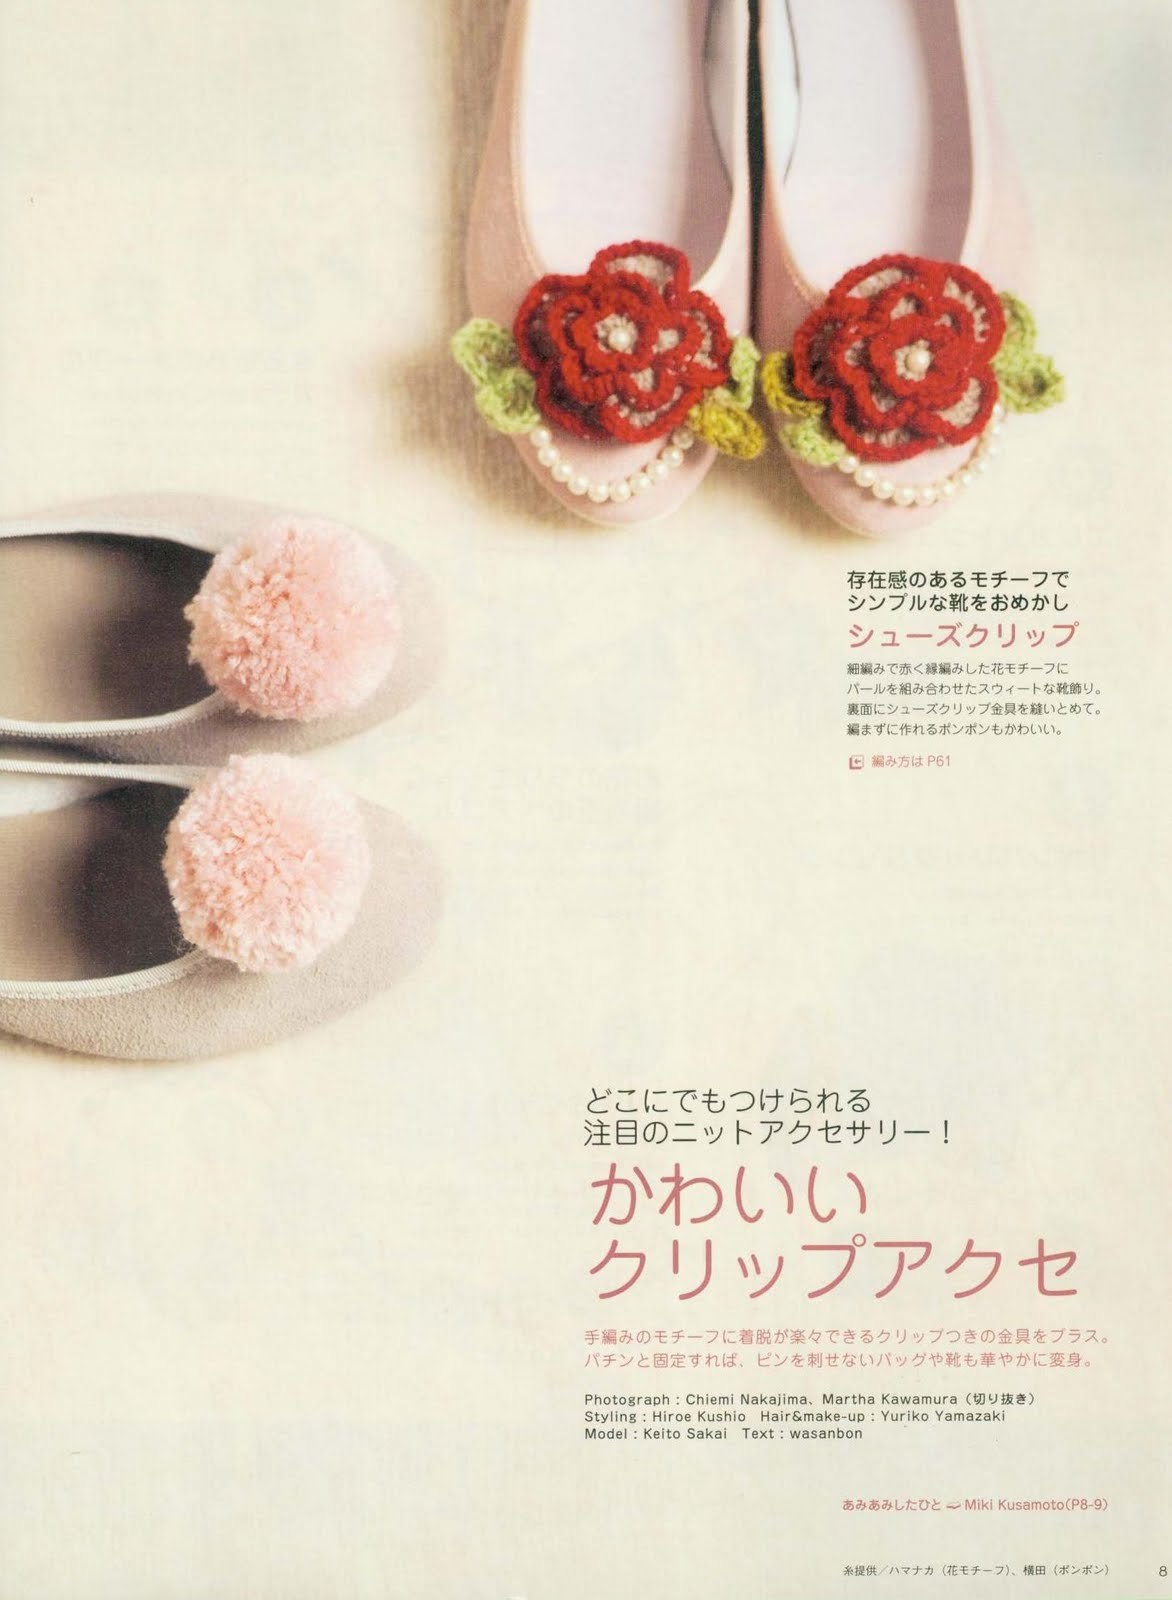 存在感のあるモチーフで
シンプルな靴をおめかし
シューズクリップ
細編みで赤く縁編みした花モチーフに
パールを組み合わせたスウィートな靴飾り。
裏面にシューズクリップ金具を縫いとめて。
編まずに作れるポンポンもかわいい。
編み方は P61
どこにでもつけられる
注目のニットアクセサリー！
かわいい
クリップアクセ
手編みのモチーフに着脱が楽々できるクリップつきの金具をプラス。
パチンと固定すれば、ピンを刺せないバッグや靴も華やかに変身。
Photograph : Chiemi Nakajima、Martha Kawamura（切り抜き）
Styling : Hiroe Kushio Hair&make-up : Yuriko Yamazaki
Model : Keito Sakai Text : wasanbon
あみあみしたひと Miki Kusamoto(P8-9)
糸提供／ハマナカ（花モチーフ）、横田（ポンポン）
8